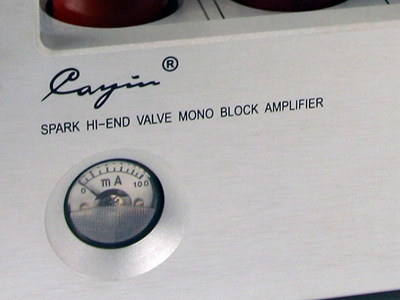 Cayin®
SPARK HI-END VALVE MONO BLOCK AMPLIFIER
0 100
mA